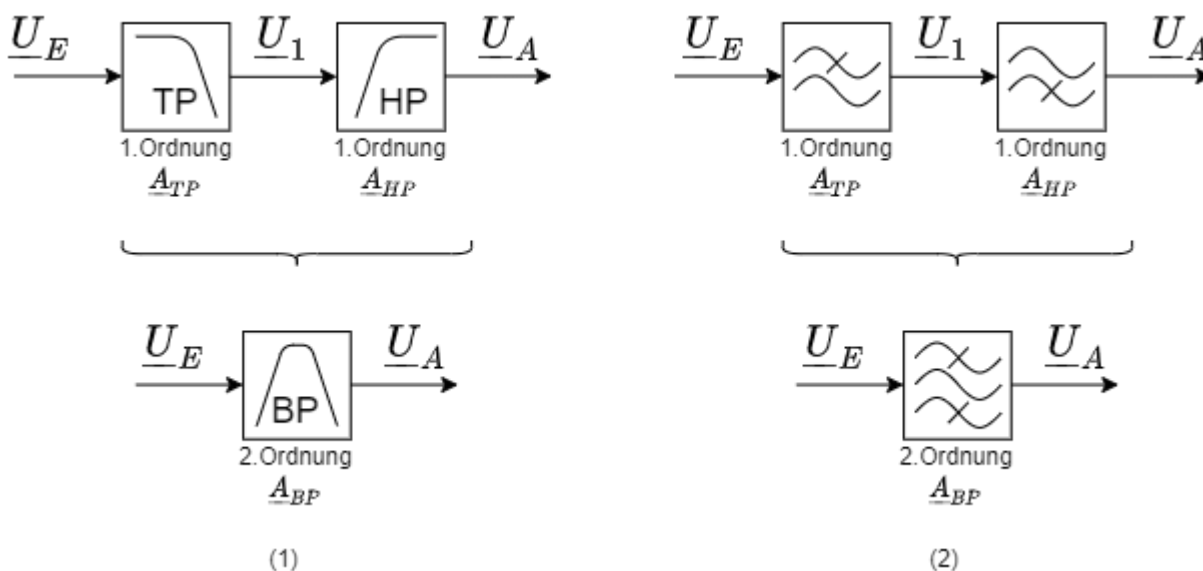 U_E U_1 U_A U_E U_1 U_A
TP HP
1.Ordnung 1.Ordnung 1.Ordnung 1.Ordnung
A_TP A_HP A_TP A_HP
U_E U_A U_E U_A
BP
2.Ordnung 2.Ordnung
A_BP A_BP
(1) (2)